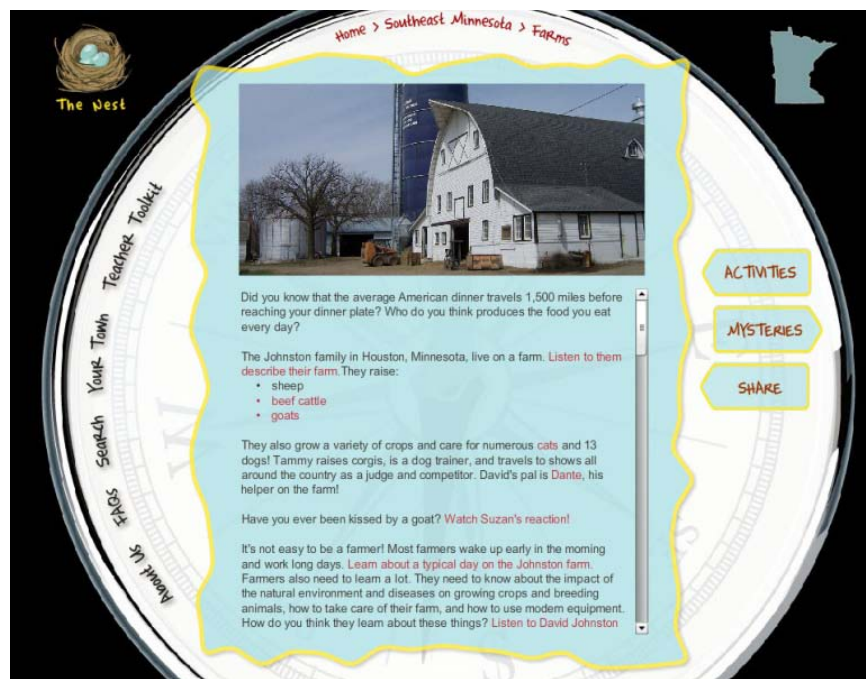 Home > Southeast Minnesota > Farms
The Nest
Teacher Toolkit
Your Town
Search
FAQs
About Us
Did you know that the average American dinner travels 1,500 miles before
reaching your dinner plate? Who do you think produces the food you eat
every day?
The Johnston family in Houston, Minnesota, live on a farm. Listen to them
describe their farm.They raise:
• sheep
• beef cattle
• goats
They also grow a variety of crops and care for numerous cats and 13
dogs! Tammy raises corgis, is a dog trainer, and travels to shows all
around the country as a judge and competitor. David's pal is Dante, his
helper on the farm!
Have you ever been kissed by a goat? Watch Suzan's reaction!
It's not easy to be a farmer! Most farmers wake up early in the morning
and work long days. Learn about a typical day on the Johnston farm.
Farmers also need to learn a lot. They need to know about the impact of
the natural environment and diseases on growing crops and breeding
animals, how to take care of their farm, and how to use modern equipment.
How do you think they learn about these things? Listen to David Johnston
ACTIVITIES
MYSTERIES
SHARE